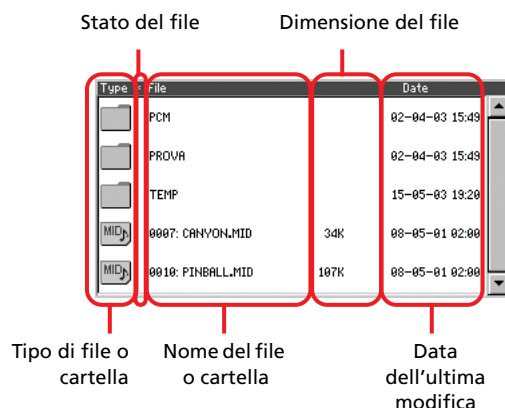 Stato del file
Dimensione del file
Type File Date
PCM 02-04-03 15:49
PROVA 02-04-03 15:49
TEMP 15-05-03 19:20
MID 0007: CANYON.MID 34K 08-05-01 02:00
MID 0010: PINBALL.MID 107K 08-05-01 02:00
Tipo di file o
cartella
Nome del file
o cartella
Data
dell'ultima
modifica